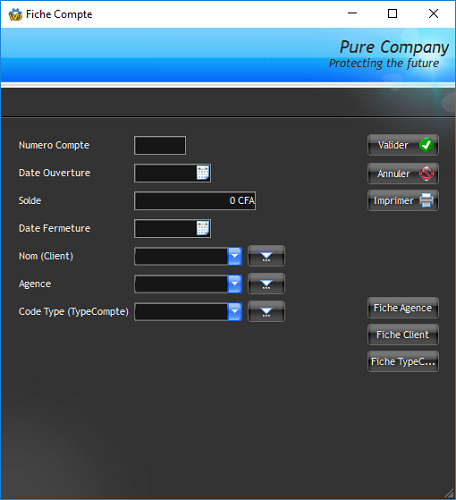 Fiche Compte
Pure Company
Protecting the future
Numero Compte
Valider
Date Ouverture
Annuler
Solde
0 CFA
Imprimer
Date Fermeture
Nom (Client)
...
Agence
...
Code Type (TypeCompte)
...
Fiche Agence
Fiche Client
Fiche TypeC...